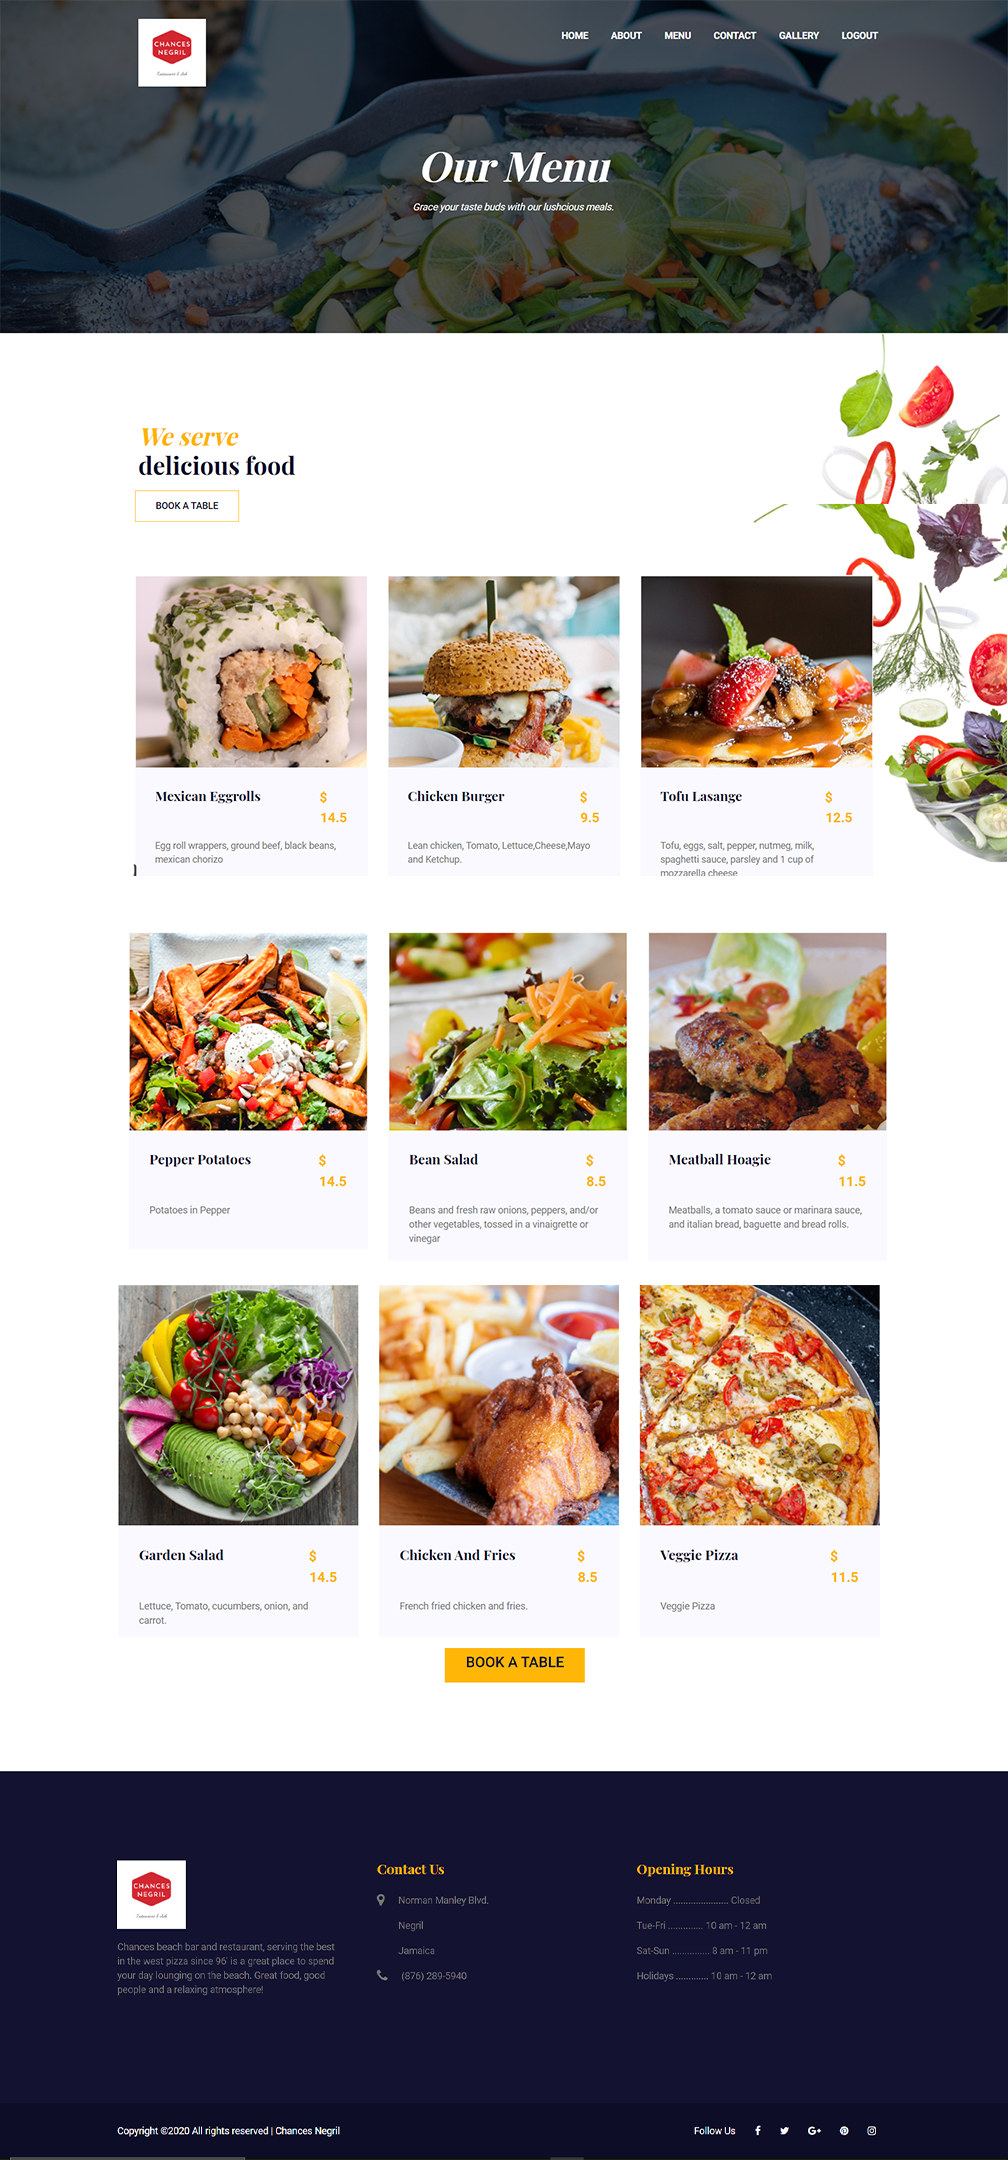 CHANCES
NEGRIL
Restaurant & club
HOME ABOUT MENU CONTACT GALLERY LOGOUT
Our Menu
Grace your taste buds with our lushcious meals.
We serve
delicious food
BOOK A TABLE
Mexican Eggrolls $ 14.5
Egg roll wrappers, ground beef, black beans,
mexican chorizo
Chicken Burger $ 9.5
Lean chicken, Tomato, Lettuce,Cheese,Mayo
and Ketchup.
Tofu Lasange $ 12.5
Tofu, eggs, salt, pepper, nutmeg, milk,
spaghetti sauce, parsley and 1 cup of
mozzarella cheese
Pepper Potatoes $ 14.5
Potatoes in Pepper
Bean Salad $ 8.5
Beans and fresh raw onions, peppers, and/or
other vegetables, tossed in a vinaigrette or
vinegar
Meatball Hoagie $ 11.5
Meatballs, a tomato sauce or marinara sauce,
and italian bread, baguette and bread rolls.
Garden Salad $ 14.5
Lettuce, Tomato, cucumbers, onion, and
carrot.
Chicken And Fries $ 8.5
French fried chicken and fries.
Veggie Pizza $ 11.5
Veggie Pizza
BOOK A TABLE
CHANCES
NEGRIL
Restaurant & club
Chances beach bar and restaurant, serving the best
in the west pizza since 96' is a great place to spend
your day lounging on the beach. Great food, good
people and a relaxing atmosphere!
Contact Us
Norman Manley Blvd.
Negril
Jamaica
(876) 289-5940
Opening Hours
Monday ...................... Closed
Tue-Fri .............. 10 am - 12 am
Sat-Sun ............... 8 am - 11 pm
Holidays ............. 10 am - 12 am
Copyright ©2020 All rights reserved | Chances Negril
Follow Us